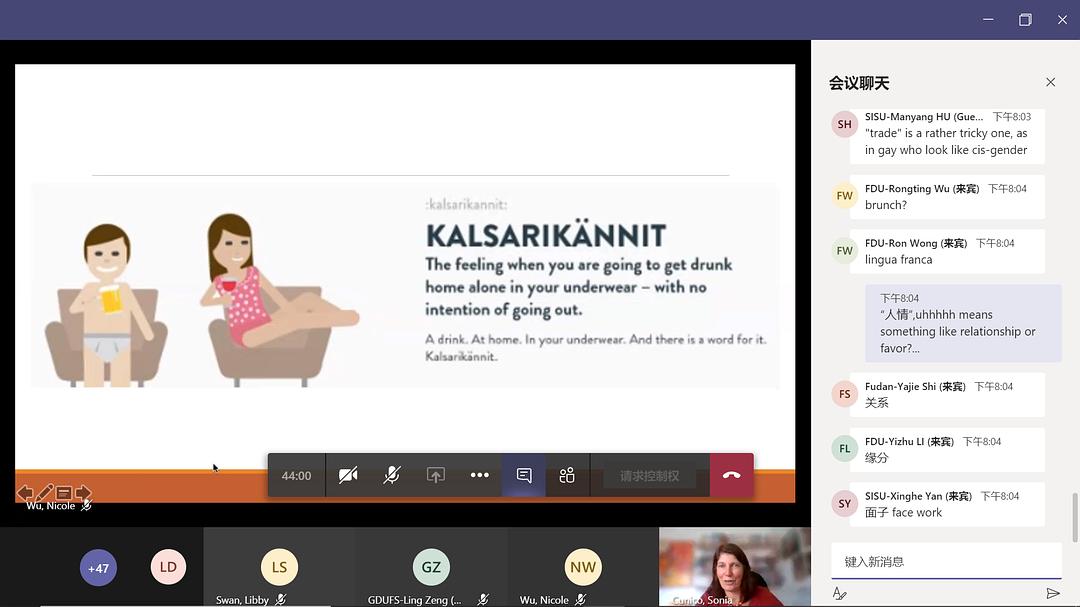 :kalsarikannit:
KALSARIKÄNNIT
The feeling when you are going to get drunk
home alone in your underwear – with no
intention of going out.
A drink. At home. In your underwear. And there is a word for it.
Kalsarikännit.
44:00
请求控制权
Wu, Nicole
+47
LD
LS
Swan, Libby
GZ
GDUFS-Ling Zeng (...
NW
Wu, Nicole
会议聊天
SH
SISU-Manyang HU (Gue... 下午8:03
"trade" is a rather tricky one, as
in gay who look like cis-gender
FW
FDU-Rongting Wu (来宾) 下午8:04
brunch?
FW
FDU-Ron Wong (来宾) 下午8:04
lingua franca
下午8:04
“人情“,uhhhhh means
something like relationship or
favor?...
FS
Fudan-Yajie Shi (来宾) 下午8:04
关系
FL
FDU-Yizhu LI (来宾) 下午8:04
缘分
SY
SISU-Xinghe Yan (来宾) 下午8:04
面子 face work
键入新消息